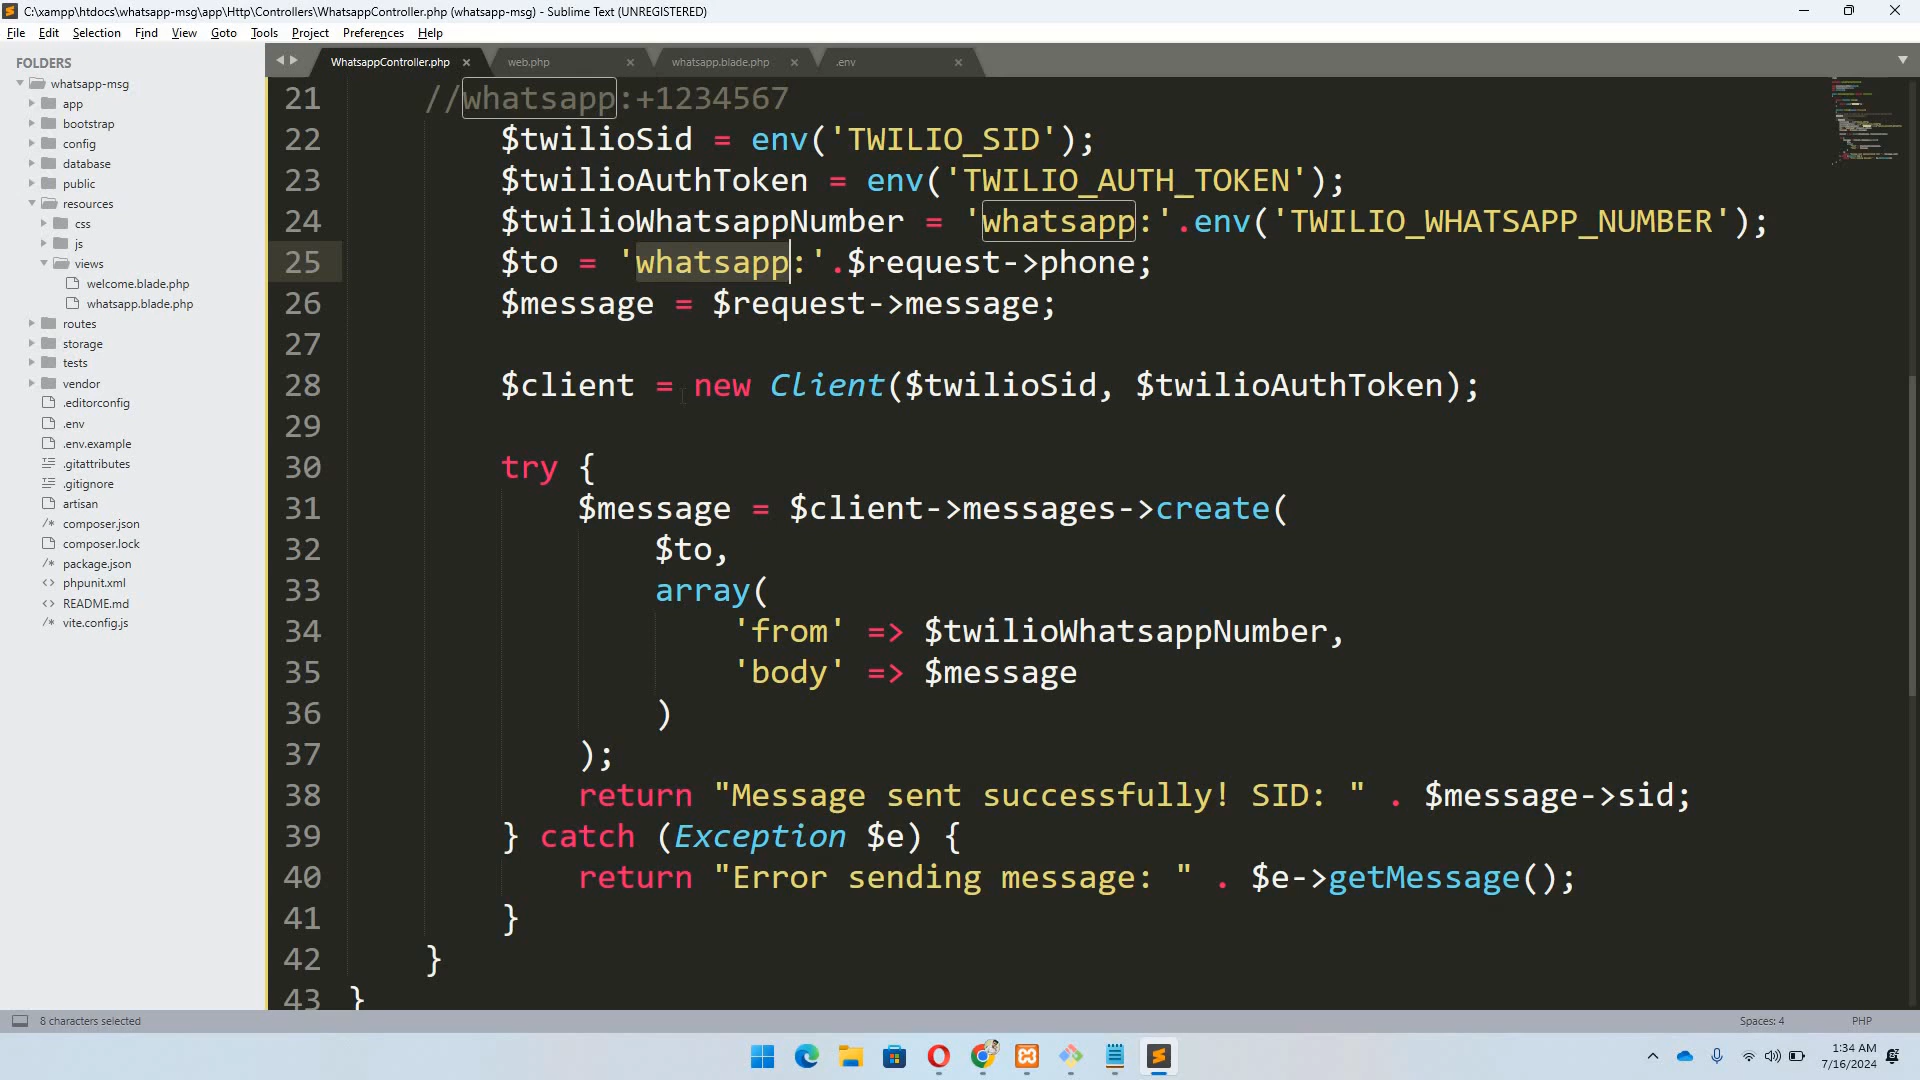 C:\xampp\htdocs\whatsapp-msg\app\Http\Controllers\WhatsappController.php (whatsapp-msg) - Sublime Text (UNREGISTERED)
File Edit Selection Find View Goto Tools Project Preferences Help
FOLDERS
whatsapp-msg
app
bootstrap
config
database
public
resources
css
js
views
welcome.blade.php
whatsapp.blade.php
routes
storage
tests
vendor
.editorconfig
.env
.env.example
.gitattributes
.gitignore
artisan
composer.json
composer.lock
package.json
phpunit.xml
README.md
vite.config.js
WhatsappController.php web.php whatsapp.blade.php .env
21 //whatsapp:+1234567
22 $twilioSid = env('TWILIO_SID');
23 $twilioAuthToken = env('TWILIO_AUTH_TOKEN');
24 $twilioWhatsappNumber = 'whatsapp:'.env('TWILIO_WHATSAPP_NUMBER');
25 $to = 'whatsapp:'.$request->phone;
26 $message = $request->message;
27
28 $client = new Client($twilioSid, $twilioAuthToken);
29
30 try {
31 $message = $client->messages->create(
32 $to,
33 array(
34 'from' => $twilioWhatsappNumber,
35 'body' => $message
36 )
37 );
38 return "Message sent successfully! SID: " . $message->sid;
39 } catch (Exception $e) {
40 return "Error sending message: " . $e->getMessage();
41 }
42 }
43 }
8 characters selected Spaces: 4 PHP
1:34 AM
7/16/2024